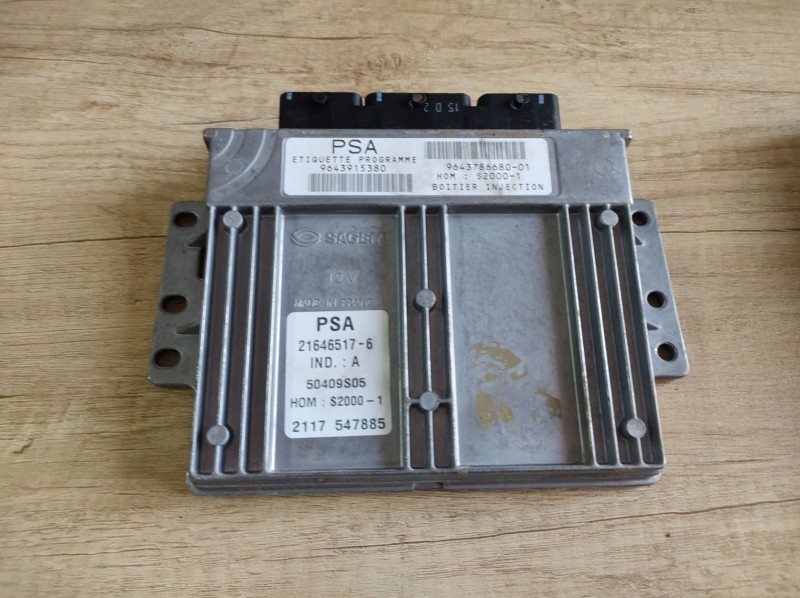 15 D 2
PSA
ETIQUETTE PROGRAMME
9643915380
9643786680-01
HOM : S2000-1
BOITIER INJECTION
SAGEM
12V
MADE IN FRANCE
PSA
21646517-6
IND. : A
50409S05
HOM : S2000-1
2117 547885